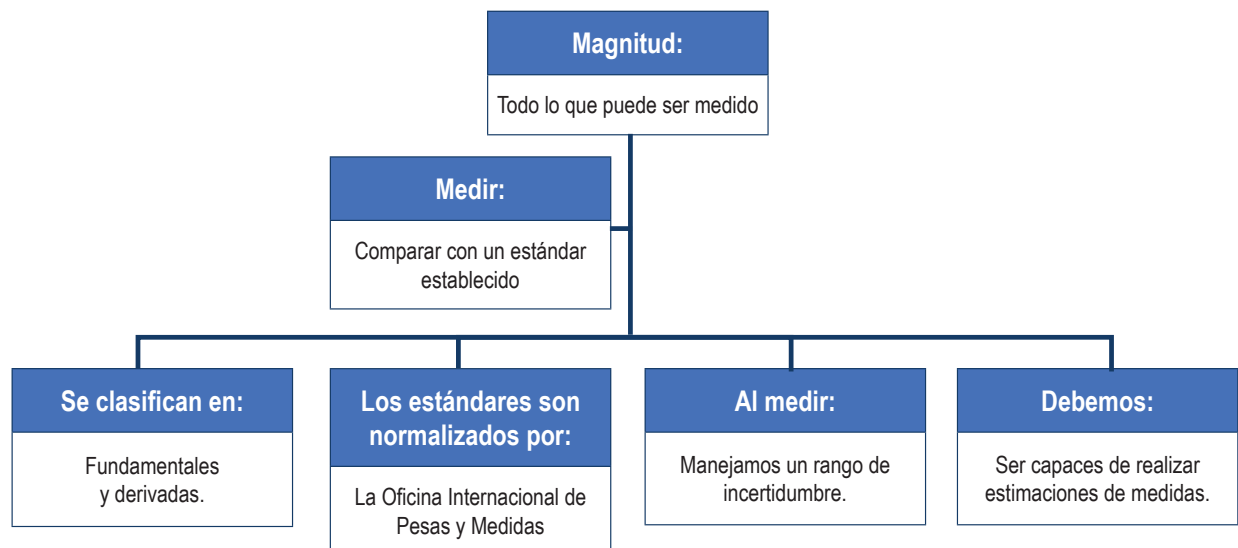 Magnitud:
Todo lo que puede ser medido
Medir:
Comparar con un estándar
establecido
Se clasifican en:
Fundamentales
y derivadas.
Los estándares son
normalizados por:
La Oficina Internacional de
Pesas y Medidas
Al medir:
Manejamos un rango de
incertidumbre.
Debemos:
Ser capaces de realizar
estimaciones de medidas.